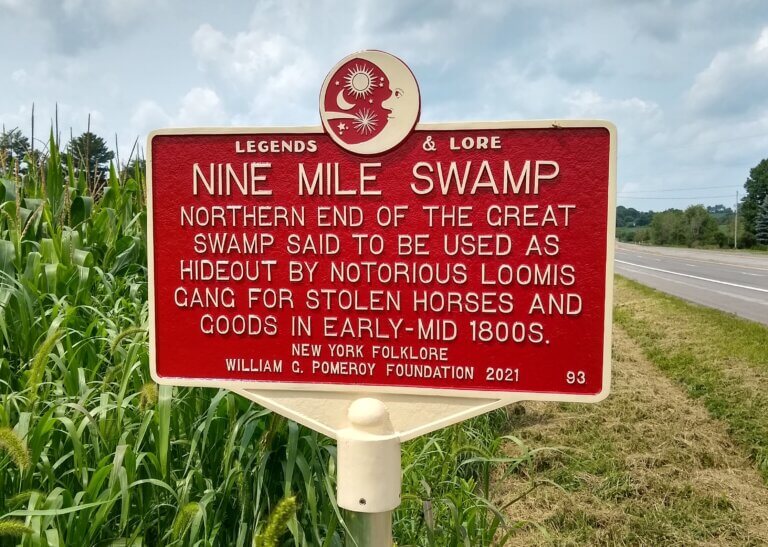 LEGENDS & LORE
NINE MILE SWAMP
NORTHERN END OF THE GREAT
SWAMP SAID TO BE USED AS
HIDEOUT BY NOTORIOUS LOOMIS
GANG FOR STOLEN HORSES AND
GOODS IN EARLY-MID 1800S.
NEW YORK FOLKLORE
WILLIAM G. POMEROY FOUNDATION 2021 93